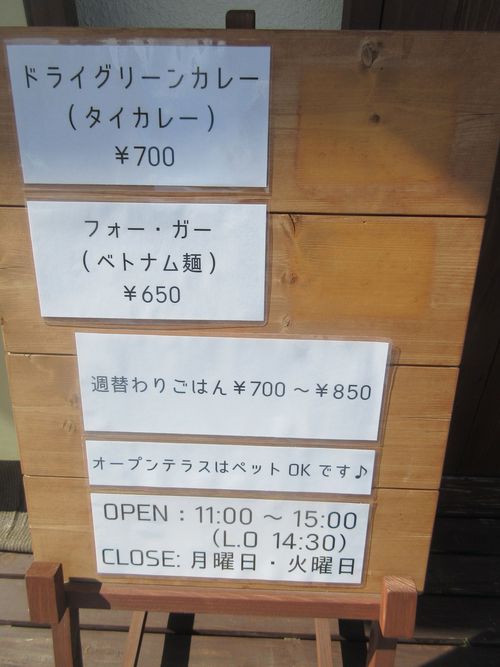 ドライグリーンカレー
(タイカレー)
¥700
フォー・ガー
(ベトナム麺)
¥650
週替わりごはん¥700～¥850
オープンテラスはペットOKです♪
OPEN：11:00～15:00
(L.O 14:30)
CLOSE: 月曜日・火曜日